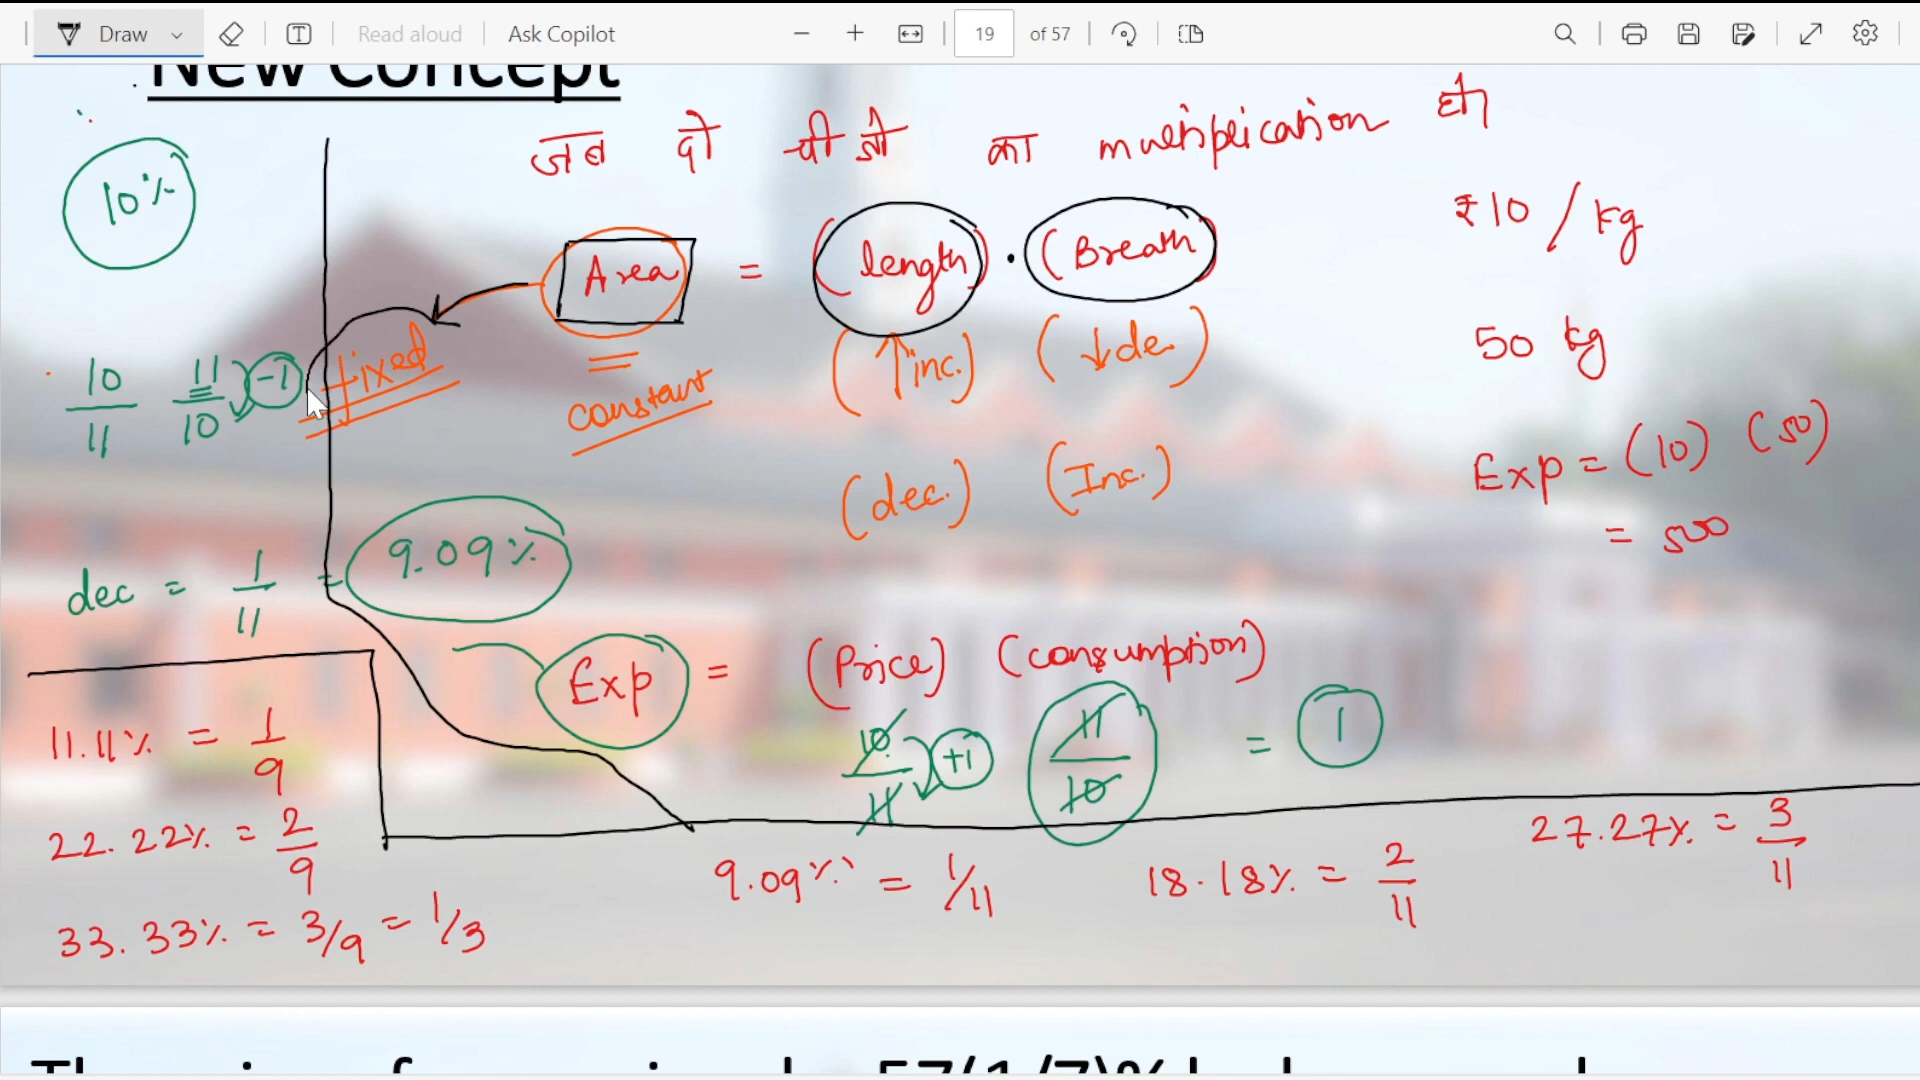 Draw
Read aloud
Ask Copilot
19 of 57
New Concept
जब दो चीजो का multiplication हो
10%
Area = (length) · (Breath)
₹10 / kg
fixed
constant
(↑inc.) (↓de.)
50 kg
10/11 11/10 -1
(dec.) (Inc.)
Exp = (10) (50)
= 500
dec = 1/11 = 9.09%
Exp = (Price) (consumption)
10/11 +1 11/10 = 1
11.11% = 1/9
22.22% = 2/9
33.33% = 3/9 = 1/3
9.09% = 1/11
18.18% = 2/11
27.27% = 3/11